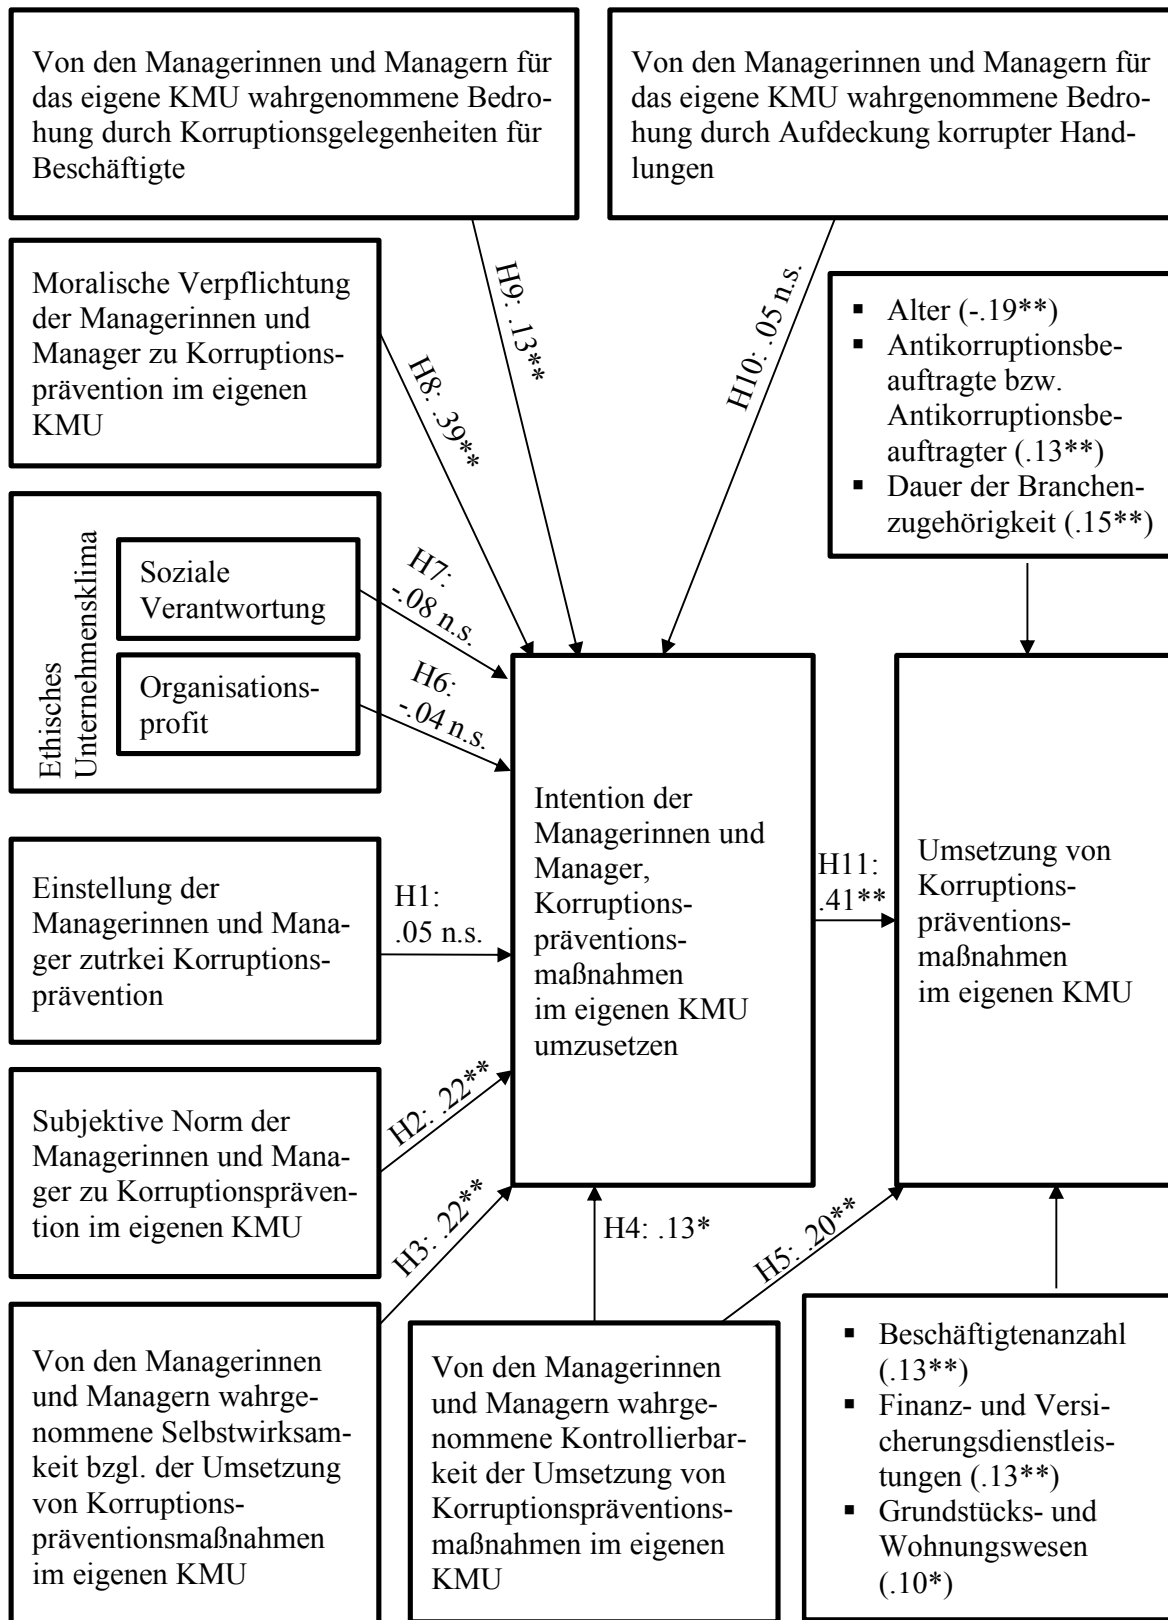 Von den Managerinnen und Managern für
das eigene KMU wahrgenommene Bedro-
hung durch Korruptionsgelegenheiten für
Beschäftigte
Von den Managerinnen und Managern für
das eigene KMU wahrgenommene Bedro-
hung durch Aufdeckung korrupter Hand-
lungen
H9: .13**
H10: .05 n.s.
Moralische Verpflichtung
der Managerinnen und
Manager zu Korruptions-
prävention im eigenen
KMU
H8: .39**
▪ Alter (-.19**)
▪ Antikorruptionsbe-
auftragte bzw.
Antikorruptionsbe-
auftragter (.13**)
▪ Dauer der Branchen-
zugehörigkeit (.15**)
Ethisches
Unternehmensklima
Soziale
Verantwortung
H7:
-.08 n.s.
Organisations-
profit
H6:
-.04 n.s.
Einstellung der
Managerinnen und Mana-
ger zutrkei Korruptions-
prävention
H1:
.05 n.s.
Intention der
Managerinnen und
Manager,
Korruptions-
präventions-
maßnahmen
im eigenen KMU
umzusetzen
H11:
.41**
Umsetzung von
Korruptions-
präventions-
maßnahmen
im eigenen KMU
Subjektive Norm der
Managerinnen und Mana-
ger zu Korruptionspräven-
tion im eigenen KMU
H2: .22**
H3: .22**
H4: .13*
H5: .20**
Von den Managerinnen
und Managern wahrge-
nommene Selbstwirksam-
keit bzgl. der Umsetzung
von Korruptions-
präventionsmaßnahmen
im eigenen KMU
Von den Managerinnen
und Managern wahrge-
nommene Kontrollierbar-
keit der Umsetzung von
Korruptionspräventions-
maßnahmen im eigenen
KMU
▪ Beschäftigtenanzahl
(.13**)
▪ Finanz- und Versi-
cherungsdienstleis-
tungen (.13**)
▪ Grundstücks- und
Wohnungswesen
(.10*)